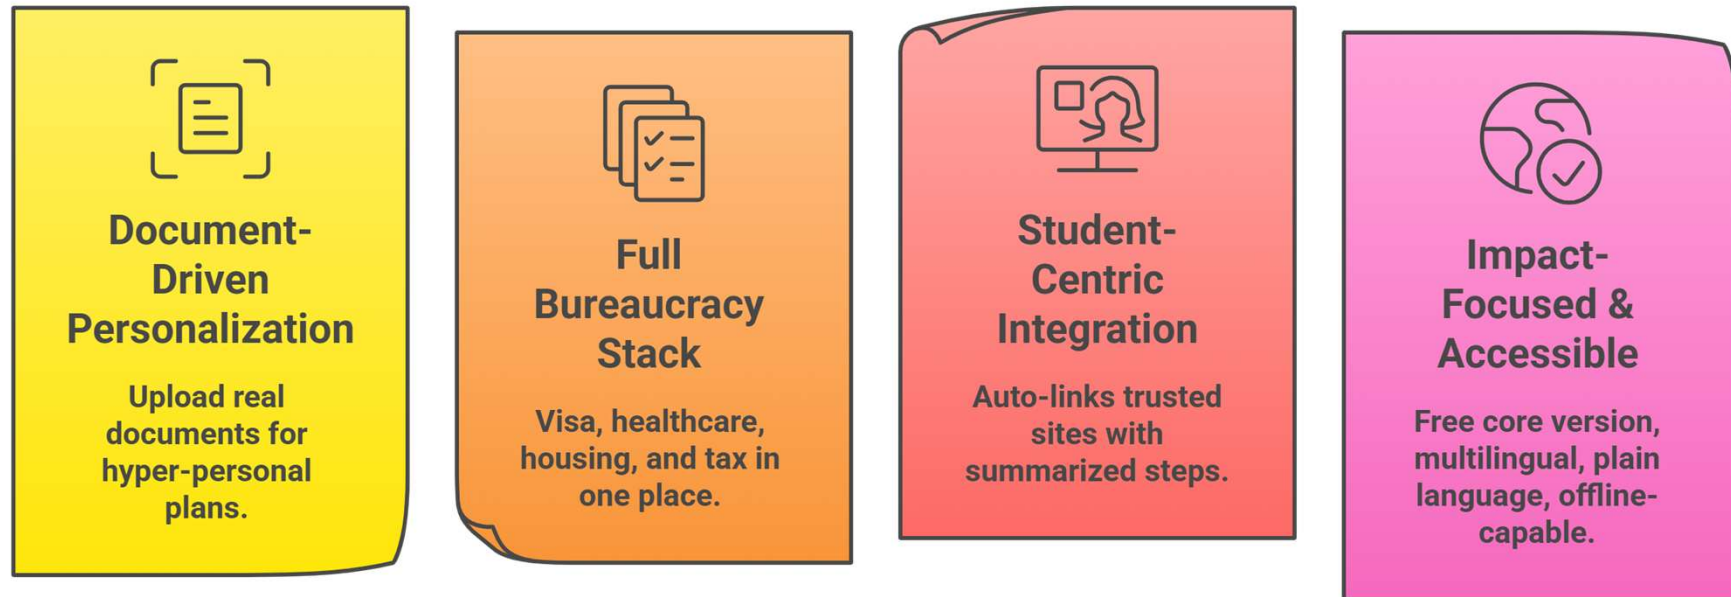 Document-
Driven
Personalization
Upload real
documents for
hyper-personal
plans.
Full
Bureaucracy
Stack
Visa, healthcare,
housing, and tax in
one place.
Student-
Centric
Integration
Auto-links trusted
sites with
summarized steps.
Impact-
Focused &
Accessible
Free core version,
multilingual, plain
language, offline-
capable.